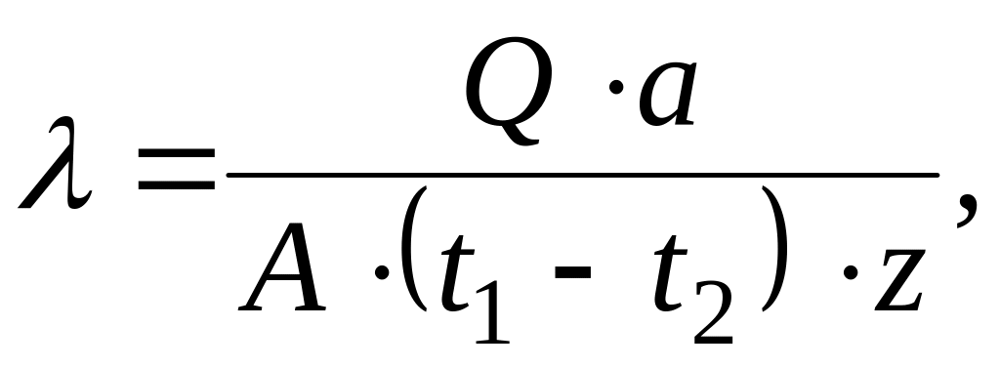 λ = Q · a / A · (t₁ - t₂) · z,